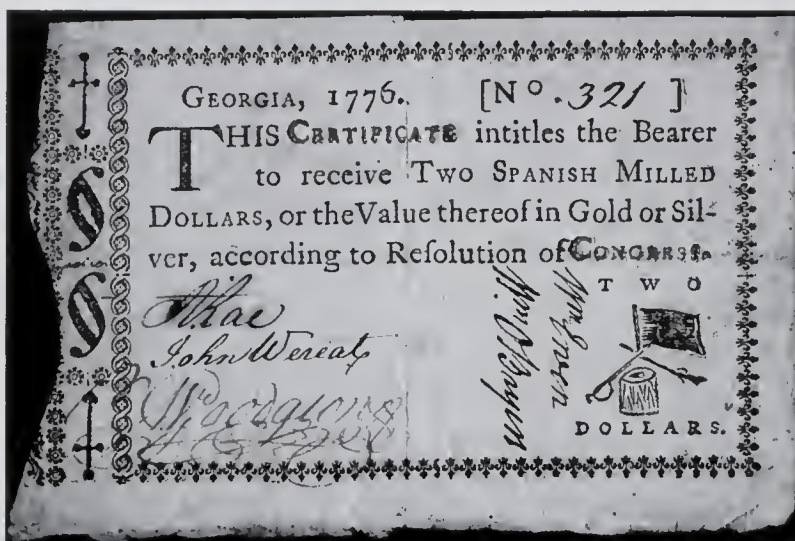 GEORGIA, 1776. [No. 321 ]
THIS CERTIFICATE intitles the Bearer
to receive TWO SPANISH MILLED
DOLLARS, or the Value thereof in Gold or Sil-
ver, according to Reſolution of CONGRESS.
TWO
John Wereat
DOLLARS.